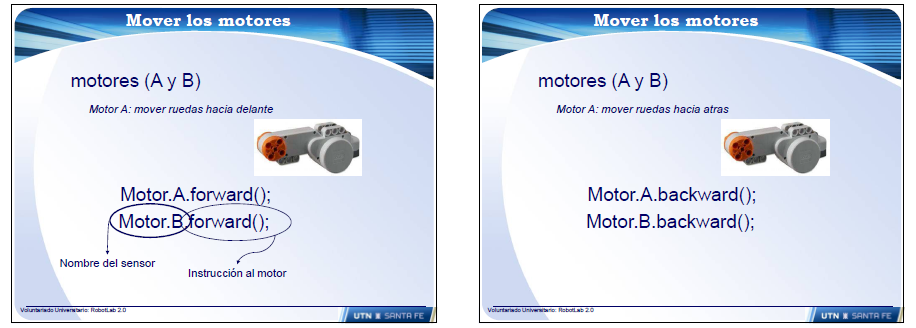 Mover los motores
motores (A y B)
Motor A: mover ruedas hacia delante
Motor.A.forward();
Motor.B.forward();
Nombre del sensor
Instrucción al motor
Voluntariado Universitario: RobotLab 2.0
UTN SANTA FE
Mover los motores
motores (A y B)
Motor A: mover ruedas hacia atras
Motor.A.backward();
Motor.B.backward();
Voluntariado Universitario: RobotLab 2.0
UTN SANTA FE